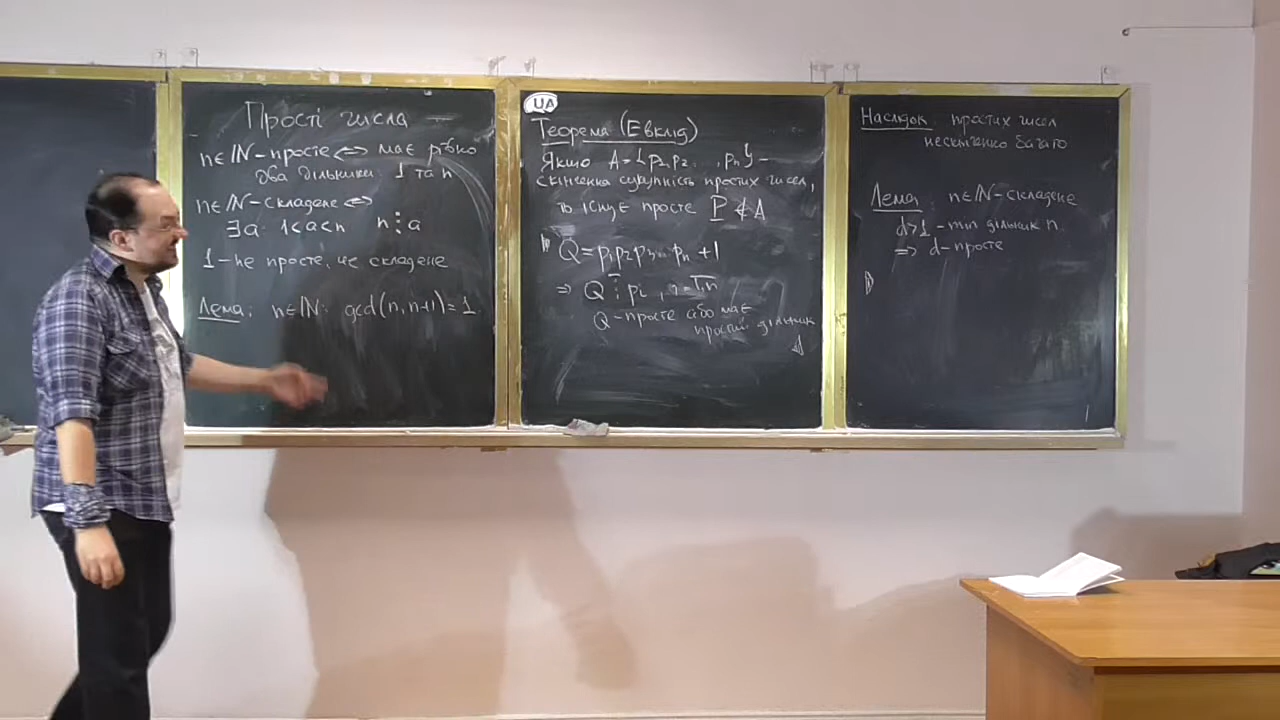 Прості числа
n∈ℕ - просте ⇔ має рівно
два дільники: 1 та n
n∈ℕ - складене ⇔
∃a: 1<a<n n⋮a
1 - не просте, не складене
Лема: n∈ℕ: gcd(n, n+1) = 1
UA
Теорема (Евклід)
Якщо A = {p₁, p₂, ..., pₙ} -
скінченна сукупність простих чисел,
то існує просте P ∉ A
Q = p₁p₂p₃...pₙ + 1
⇒ Q ⋮̅ pᵢ, i = 1,n
Q - просте або має
простий дільник
Наслідок: простих чисел
нескінченно багато
Лема: n∈ℕ - складене
d>1 - min дільник n
⇒ d - просте